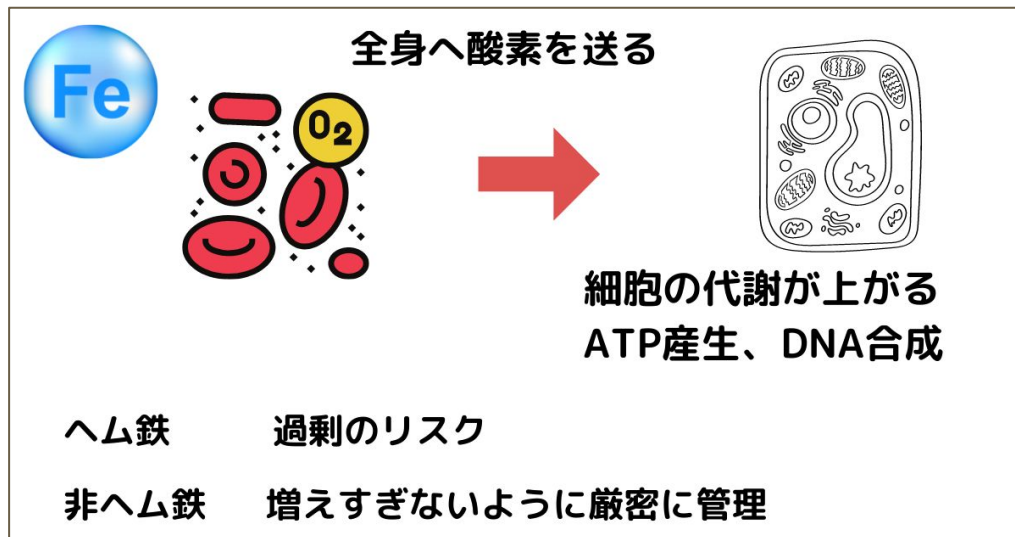 Fe
全身へ酸素を送る
O2
細胞の代謝が上がる
ATP産生、DNA合成
ヘム鉄 過剰のリスク
非ヘム鉄 増えすぎないように厳密に管理